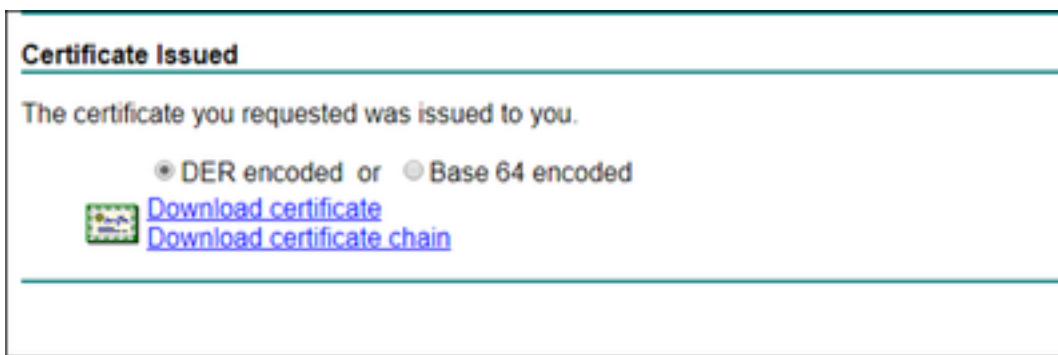 Certificate Issued
The certificate you requested was issued to you.
DER encoded or Base 64 encoded
Download certificate
Download certificate chain